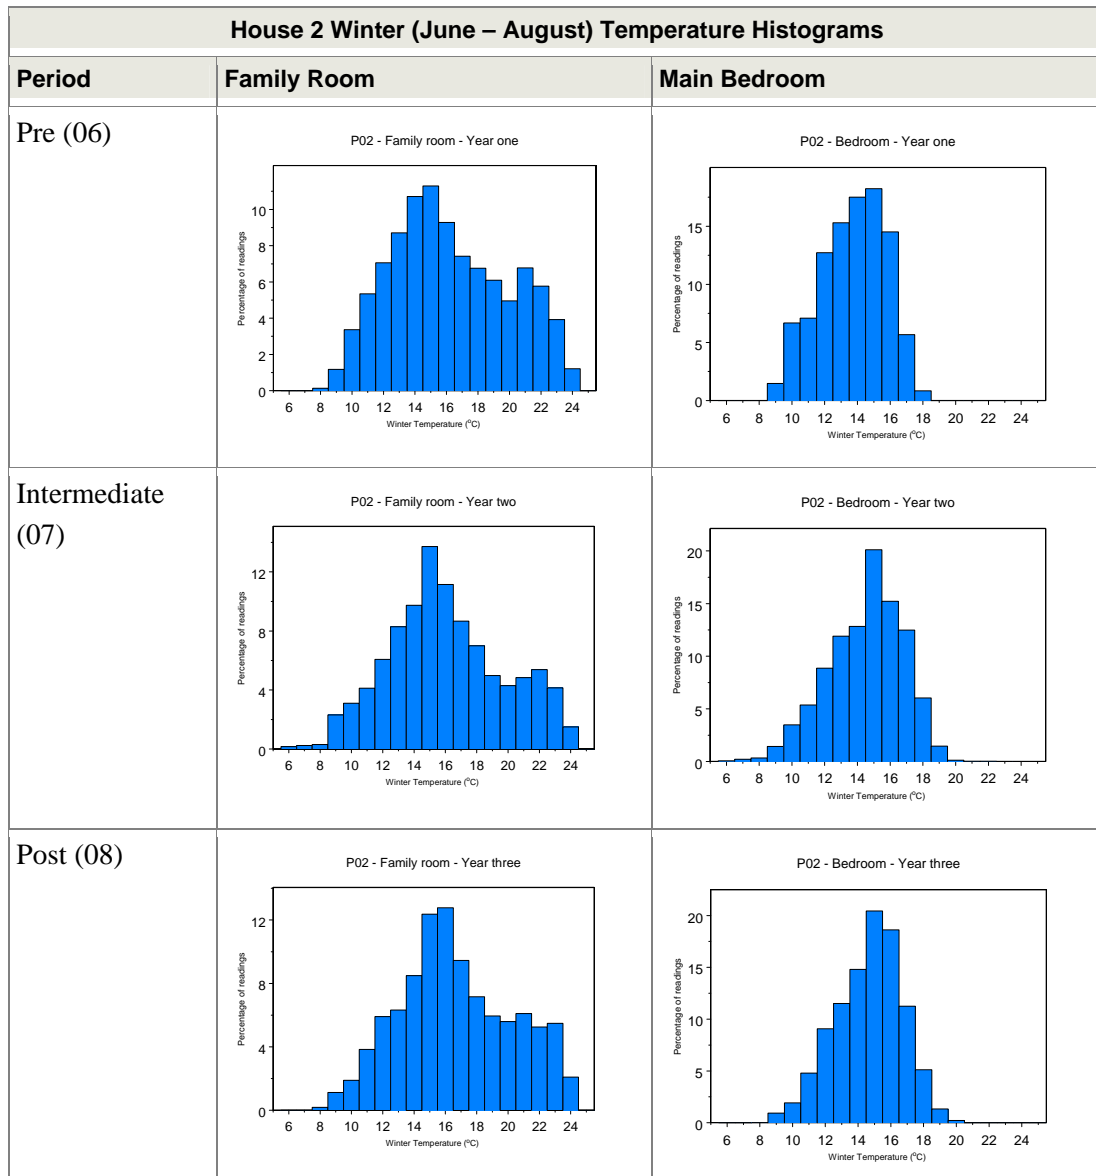 House 2 Winter (June – August) Temperature Histograms
Period Family Room Main Bedroom
Pre (06)
P02 - Family room - Year one
Percentage of readings
10
8
6
4
2
0
6 8 10 12 14 16 18 20 22 24
Winter Temperature (°C)
P02 - Bedroom - Year one
Percentage of readings
15
10
5
0
6 8 10 12 14 16 18 20 22 24
Winter Temperature (°C)
Intermediate
(07)
P02 - Family room - Year two
Percentage of readings
12
8
4
0
6 8 10 12 14 16 18 20 22 24
Winter Temperature (°C)
P02 - Bedroom - Year two
Percentage of readings
20
15
10
5
0
6 8 10 12 14 16 18 20 22 24
Winter Temperature (°C)
Post (08)
P02 - Family room - Year three
Percentage of readings
12
8
4
0
6 8 10 12 14 16 18 20 22 24
Winter Temperature (°C)
P02 - Bedroom - Year three
Percentage of readings
20
15
10
5
0
6 8 10 12 14 16 18 20 22 24
Winter Temperature (°C)